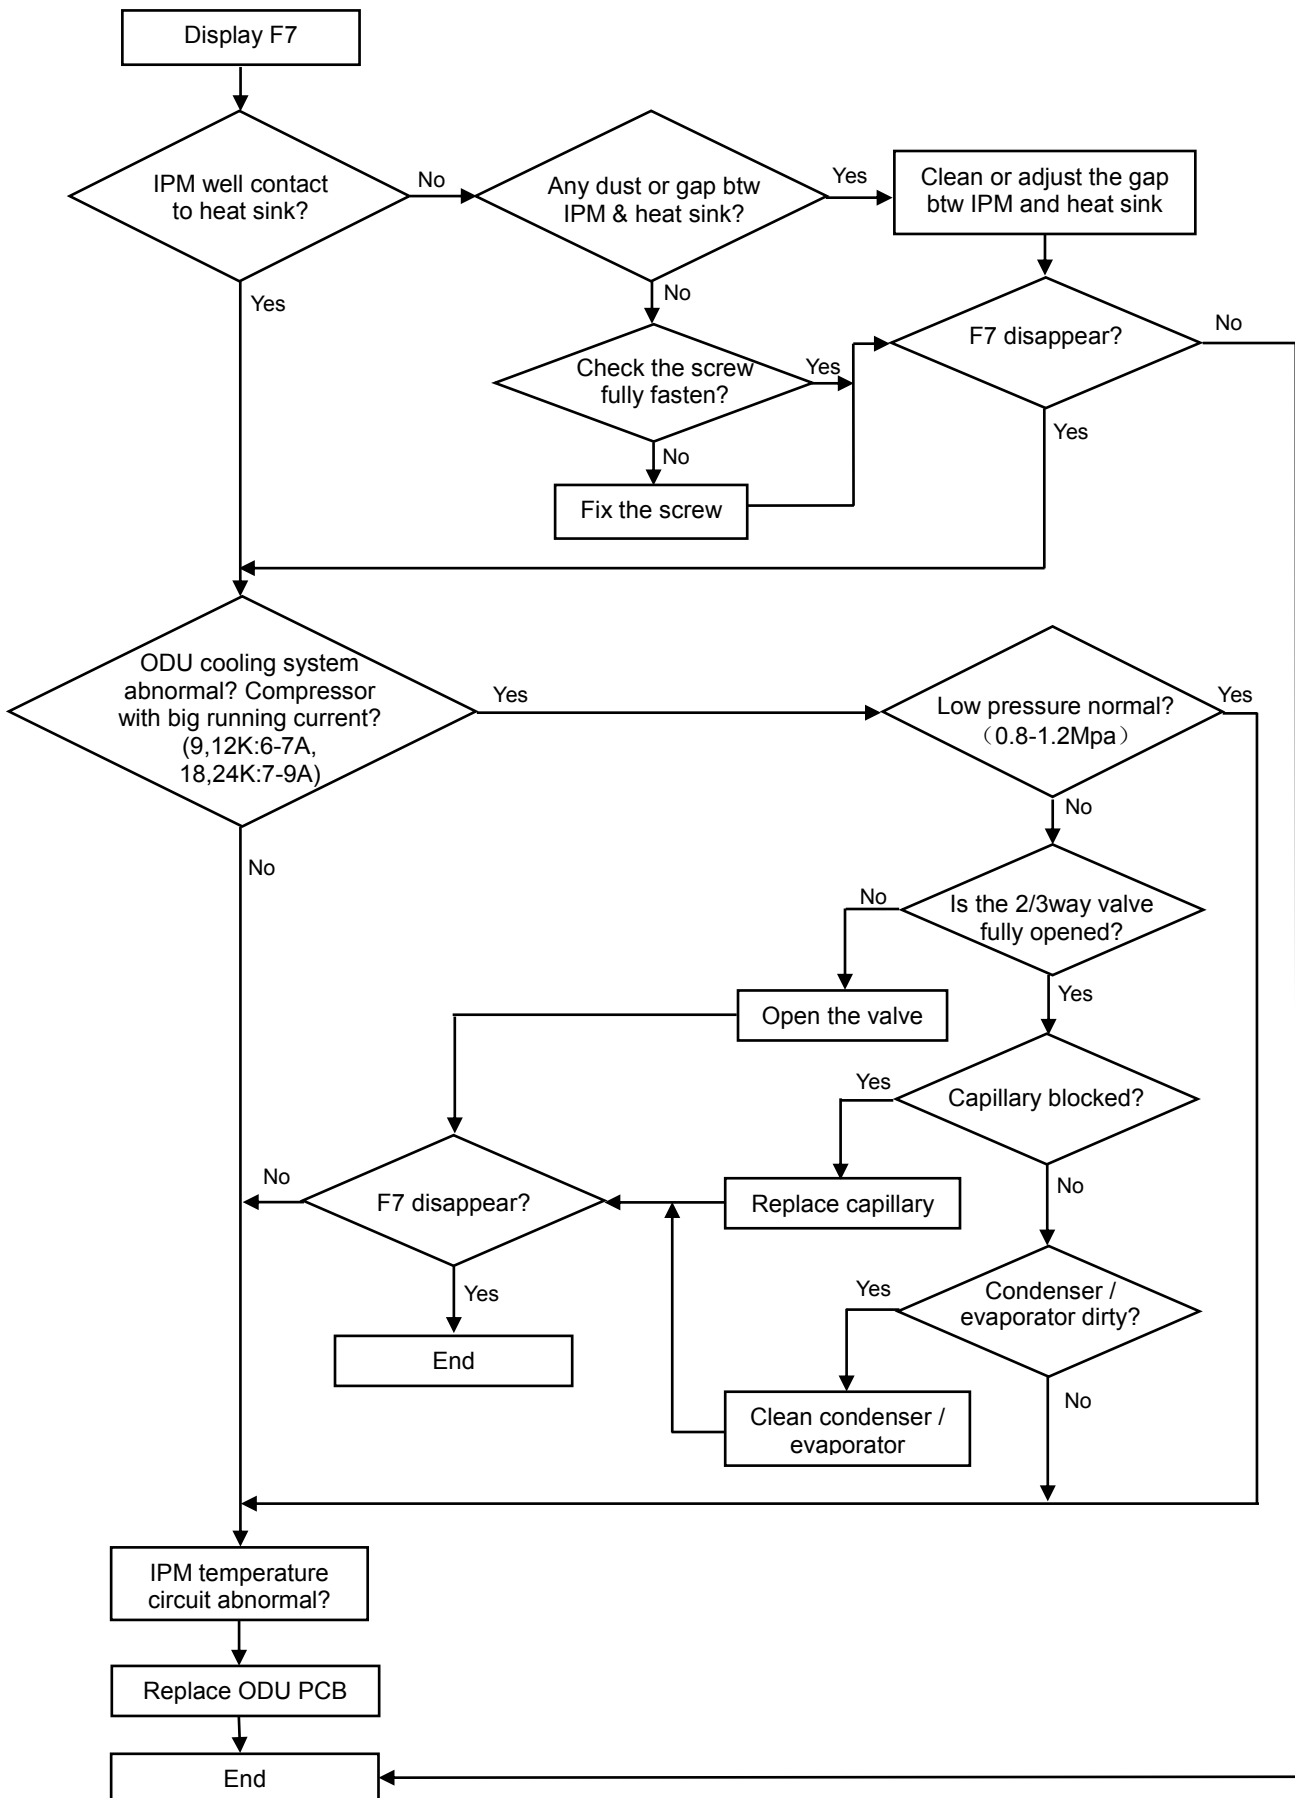 Display F7
IPM well contact
to heat sink?
No
Any dust or gap btw
IPM & heat sink?
Yes
Clean or adjust the gap
btw IPM and heat sink
Yes
No
F7 disappear?
No
Check the screw
fully fasten?
Yes
Yes
No
Fix the screw
ODU cooling system
abnormal? Compressor
with big running current?
(9,12K:6-7A,
18,24K:7-9A)
Yes
Low pressure normal?
（0.8-1.2Mpa）
Yes
No
No
Is the 2/3way valve
fully opened?
No
Yes
Open the valve
Capillary blocked?
Yes
No
Replace capillary
F7 disappear?
No
Yes
End
Condenser /
evaporator dirty?
Yes
No
Clean condenser /
evaporator
IPM temperature
circuit abnormal?
Replace ODU PCB
End